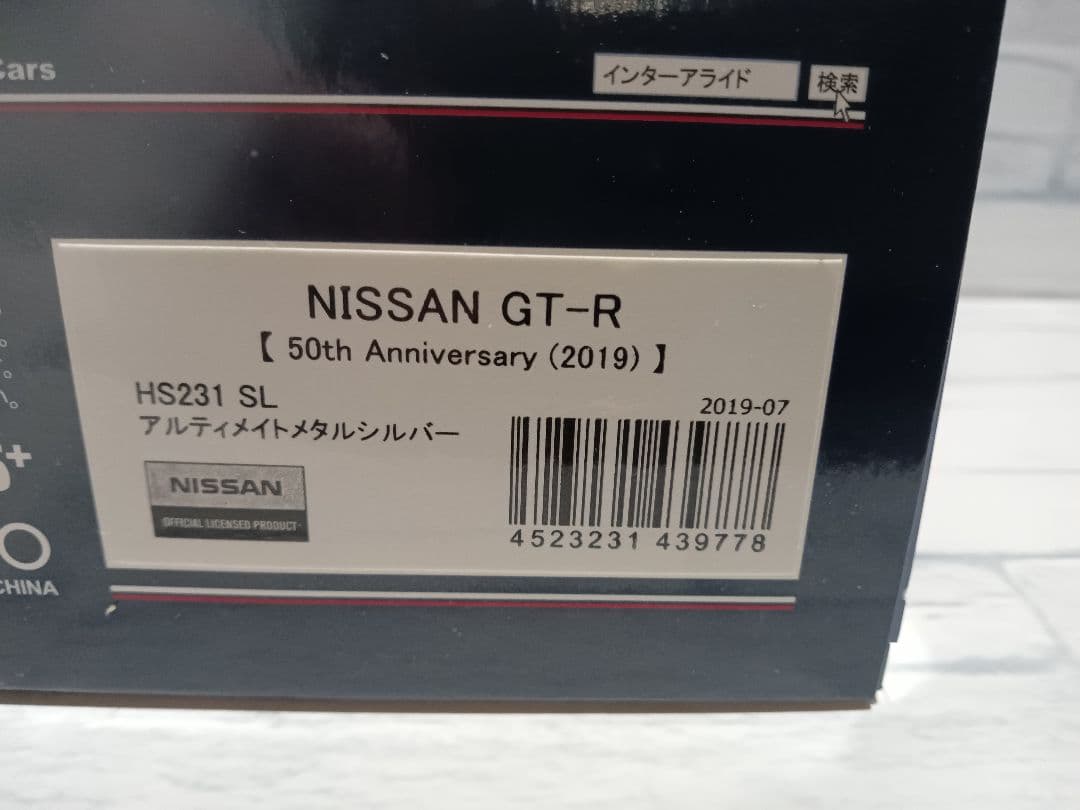 Cars
インターアライド 検索
NISSAN GT-R
【 50th Anniversary (2019) 】
HS231 SL
2019-07
アルティメイトメタルシルバー
NISSAN
OFFICIAL LICENSED PRODUCT
4523231 439778
CHINA